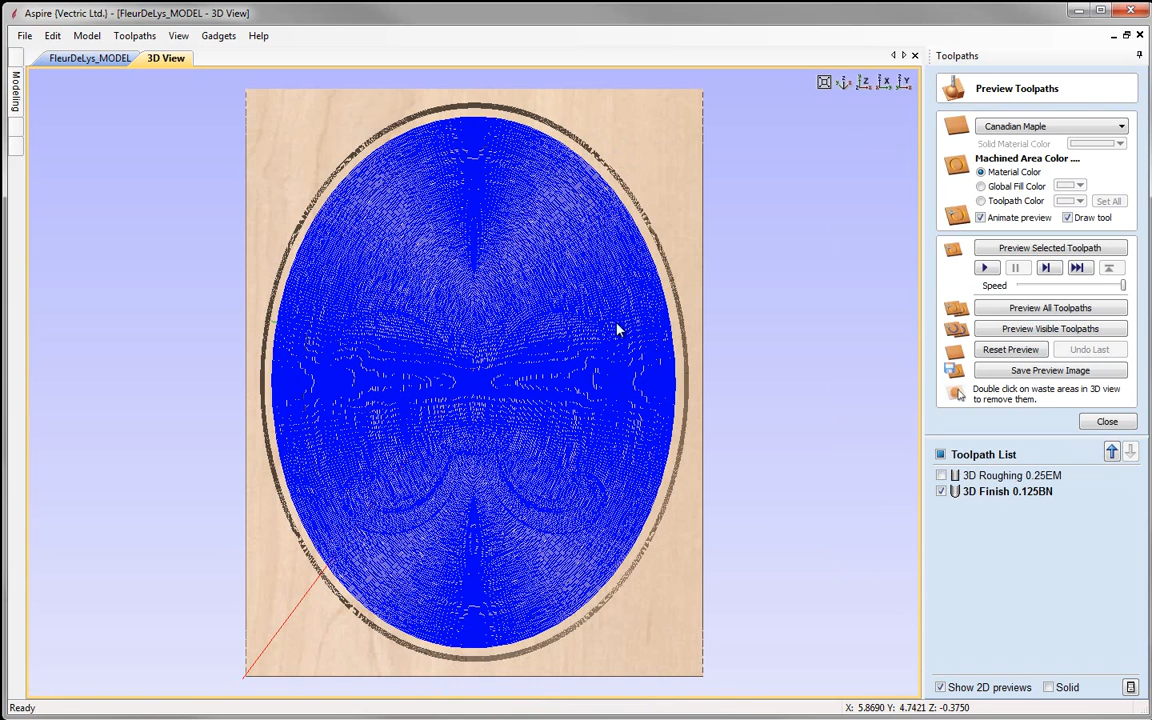 Aspire {Vectric Ltd.} - [FleurDeLys_MODEL - 3D View]
File Edit Model Toolpaths View Gadgets Help
FleurDeLys_MODEL 3D View
Modeling
Z X Y
Toolpaths
Preview Toolpaths
Canadian Maple
Solid Material Color
Machined Area Color ....
Material Color
Global Fill Color
Toolpath Color Set All
Animate preview Draw tool
Preview Selected Toolpath
Speed
Preview All Toolpaths
Preview Visible Toolpaths
Reset Preview Undo Last
Save Preview Image
Double click on waste areas in 3D view
to remove them.
Close
Toolpath List
3D Roughing 0.25EM
3D Finish 0.125BN
Show 2D previews Solid
Ready X: 5.8690 Y: 4.7421 Z: -0.3750